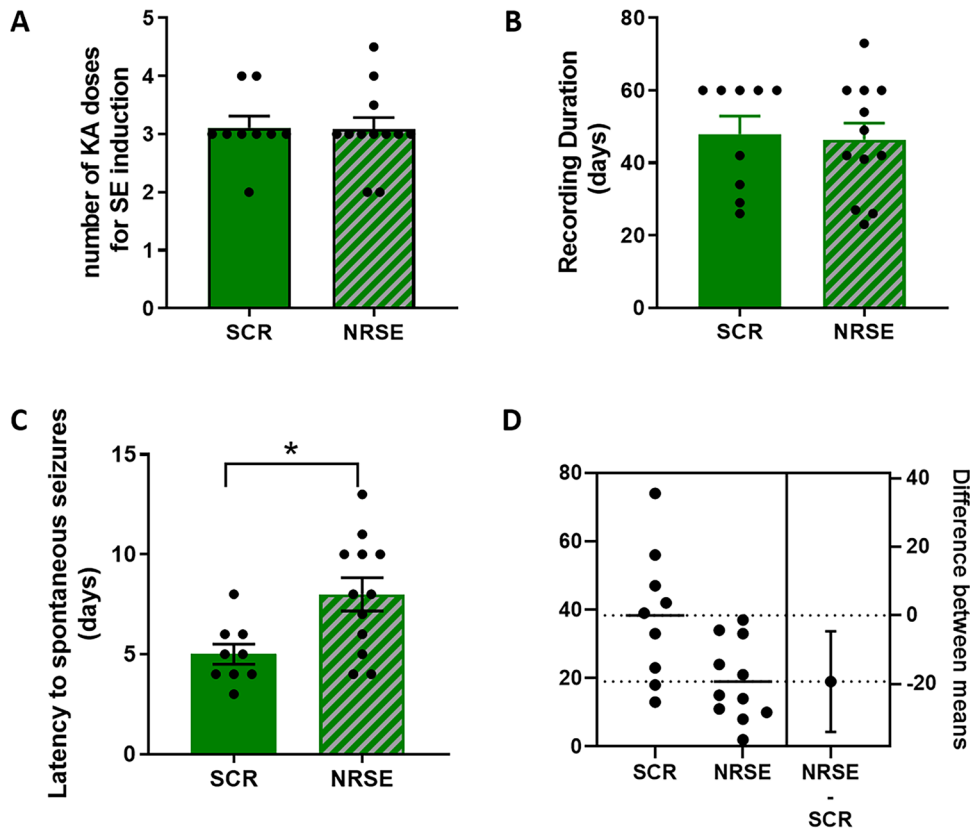 A
number of KA doses
for SE induction
5
4
3
2
1
0
SCR
NRSE
B
Recording Duration
(days)
80
60
40
20
0
SCR
NRSE
C
Latency to spontaneous seizures
(days)
15
10
5
0
*
SCR
NRSE
D
80
60
40
20
0
40
20
0
-20
Difference between means
SCR
NRSE
NRSE
-
SCR